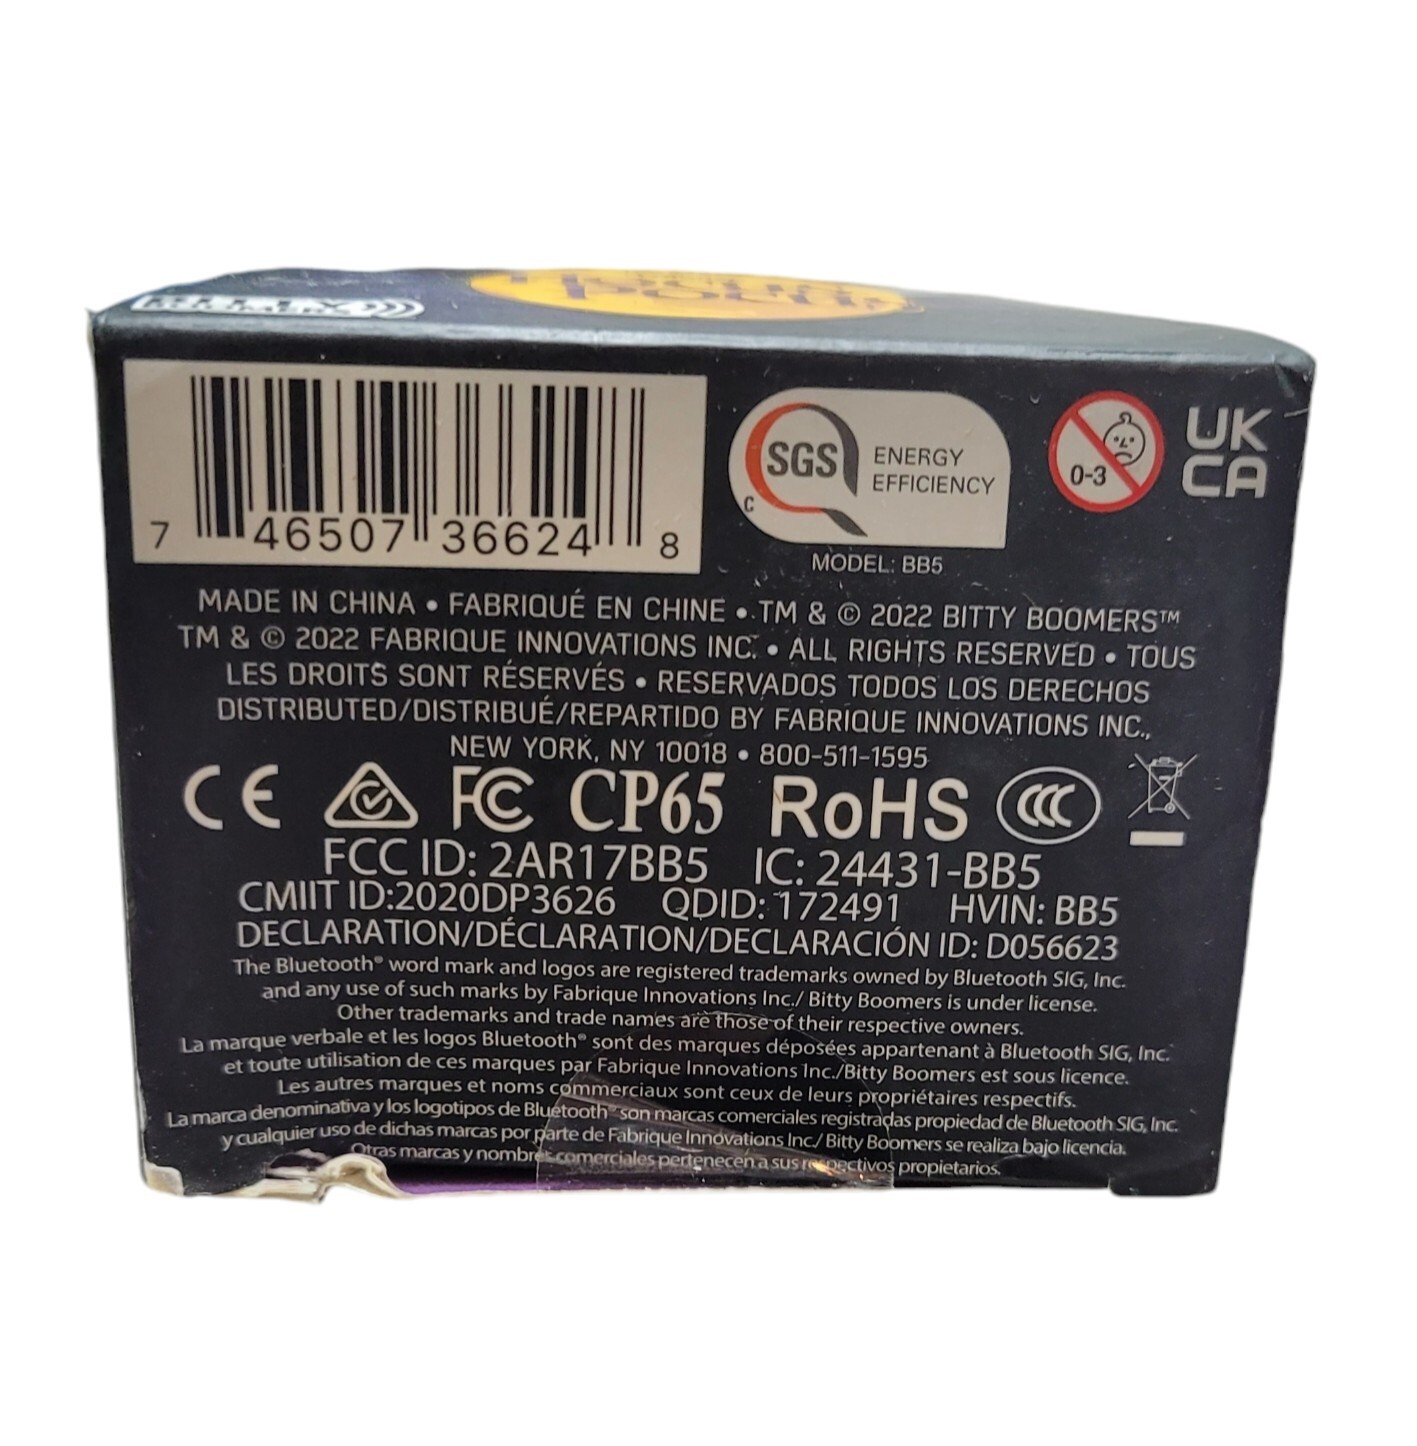 BITTY
BOOMERS
Hocus
Pocus
7 46507 36624 8
SGS
C
ENERGY
EFFICIENCY
MODEL: BB5
0-3
UK
CA
MADE IN CHINA • FABRIQUÉ EN CHINE • TM & © 2022 BITTY BOOMERS™
TM & © 2022 FABRIQUE INNOVATIONS INC. • ALL RIGHTS RESERVED • TOUS
LES DROITS SONT RÉSERVÉS • RESERVADOS TODOS LOS DERECHOS
DISTRIBUTED/DISTRIBUÉ/REPARTIDO BY FABRIQUE INNOVATIONS INC.,
NEW YORK, NY 10018 • 800-511-1595
CE FC CP65 RoHS CCC
FCC ID: 2AR17BB5 IC: 24431-BB5
CMIIT ID:2020DP3626 QDID: 172491 HVIN: BB5
DECLARATION/DÉCLARATION/DECLARACIÓN ID: D056623
The Bluetooth® word mark and logos are registered trademarks owned by Bluetooth SIG, Inc.
and any use of such marks by Fabrique Innovations Inc./ Bitty Boomers is under license.
Other trademarks and trade names are those of their respective owners.
La marque verbale et les logos Bluetooth® sont des marques déposées appartenant à Bluetooth SIG, Inc.
et toute utilisation de ces marques par Fabrique Innovations Inc./Bitty Boomers est sous licence.
Les autres marques et noms commerciaux sont ceux de leurs propriétaires respectifs.
La marca denominativa y los logotipos de Bluetooth® son marcas comerciales registradas propiedad de Bluetooth SIG, Inc.
y cualquier uso de dichas marcas por parte de Fabrique Innovations Inc./ Bitty Boomers se realiza bajo licencia.
Otras marcas y nombres comerciales pertenecen a sus respectivos propietarios.